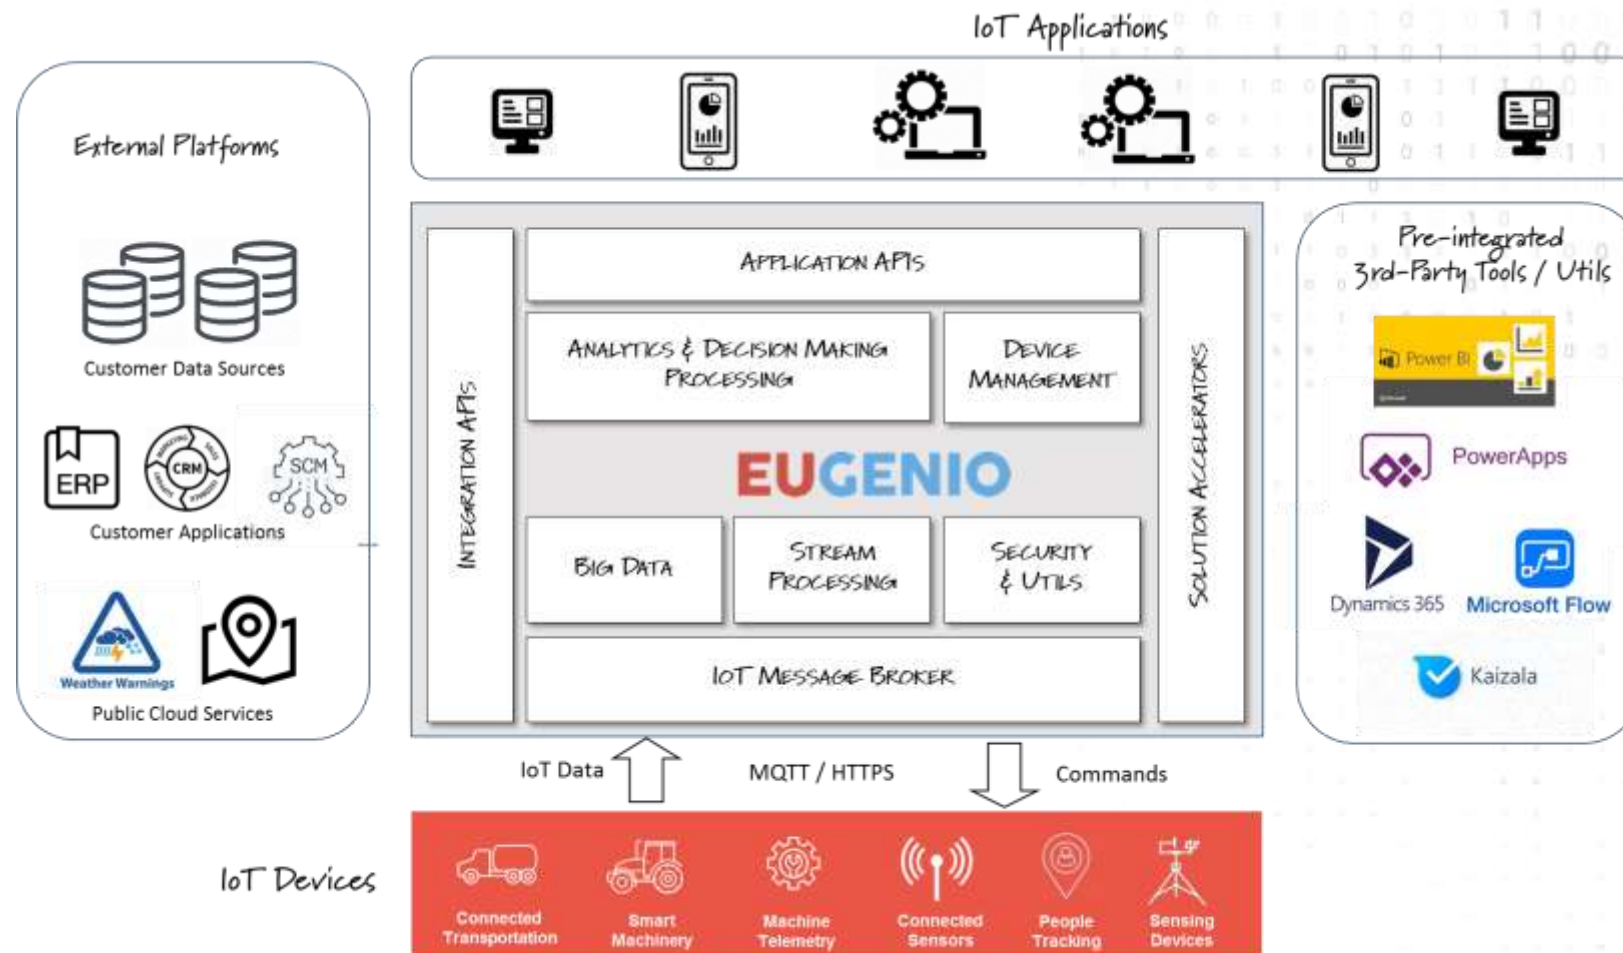 IoT Applications
External Platforms
Customer Data Sources
ERP
CRM
SCM
Customer Applications
Weather Warnings
Public Cloud Services
INTEGRATION APIS
APPLICATION APIS
ANALYTICS & DECISION MAKING
PROCESSING
DEVICE
MANAGEMENT
EUGENIO
BIG DATA
STREAM
PROCESSING
SECURITY
& UTILS
IOT MESSAGE BROKER
SOLUTION ACCELERATORS
Pre-integrated
3rd-Party Tools / Utils
Power BI
PowerApps
Dynamics 365
Microsoft Flow
Kaizala
IoT Data
MQTT / HTTPS
Commands
IoT Devices
Connected
Transportation
Smart
Machinery
Machine
Telemetry
Connected
Sensors
People
Tracking
Sensing
Devices